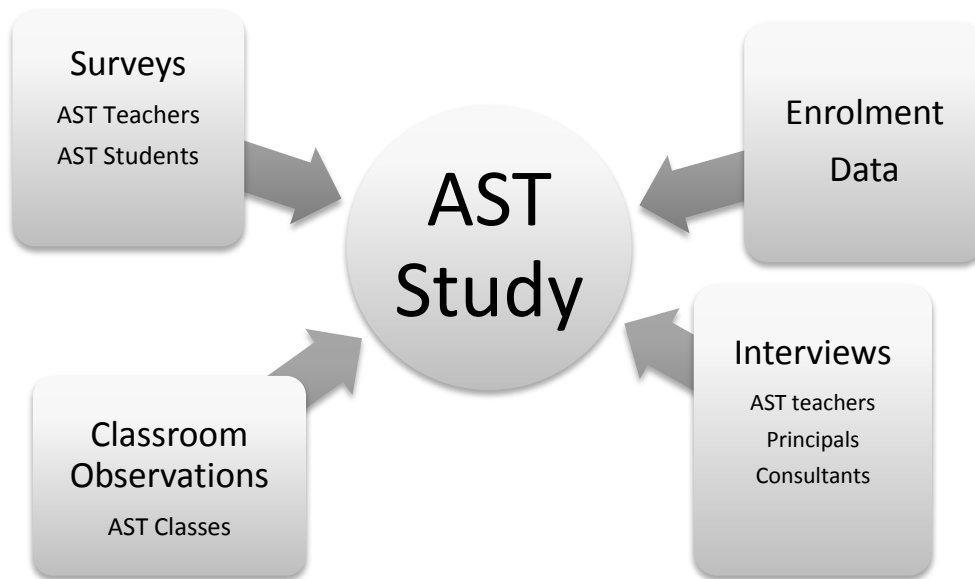 Surveys
AST Teachers
AST Students
Enrolment
Data
AST
Study
Classroom
Observations
AST Classes
Interviews
AST teachers
Principals
Consultants